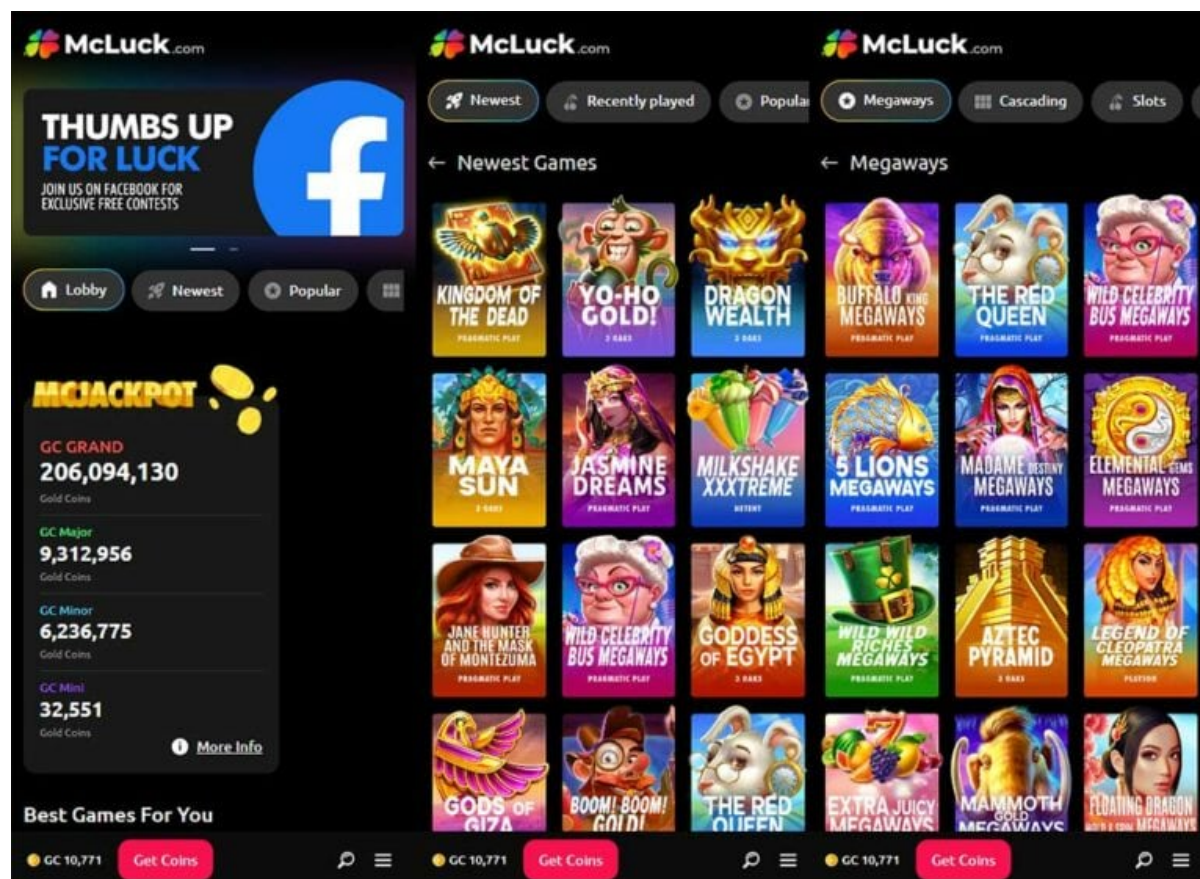 McLuck.com
THUMBS UP
FOR LUCK
JOIN US ON FACEBOOK FOR
EXCLUSIVE FREE CONTESTS
Lobby
Newest
Popular
MCJACKPOT
GC GRAND
206,094,130
Gold Coins
GC Major
9,312,956
Gold Coins
GC Minor
6,236,775
Gold Coins
GC Mini
32,551
Gold Coins
More Info
Best Games For You
GC 10,771
Get Coins
McLuck.com
Newest
Recently played
Popular
Newest Games
KINGDOM OF
THE DEAD
PRAGMATIC PLAY
YO-HO
GOLD!
3 OAKS
DRAGON
WEALTH
3 OAKS
MAYA
SUN
3 OAKS
JASMINE
DREAMS
PRAGMATIC PLAY
MILKSHAKE
XXXTREME
NETENT
JANE HUNTER
AND THE MASK
OF MONTEZUMA
PRAGMATIC PLAY
WILD CELEBRITY
BUS MEGAWAYS
PRAGMATIC PLAY
GODDESS
OF EGYPT
3 OAKS
GODS OF
GIZA
BOOM! BOOM!
GOLD!
THE RED
QUEEN
GC 10,771
Get Coins
McLuck.com
Megaways
Cascading
Slots
Megaways
BUFFALO KING
MEGAWAYS
PRAGMATIC PLAY
THE RED
QUEEN
PRAGMATIC PLAY
WILD CELEBRITY
BUS MEGAWAYS
PRAGMATIC PLAY
5 LIONS
MEGAWAYS
PRAGMATIC PLAY
MADAME DESTINY
MEGAWAYS
PRAGMATIC PLAY
ELEMENTAL GEMS
MEGAWAYS
PRAGMATIC PLAY
WILD WILD
RICHES
MEGAWAYS
PRAGMATIC PLAY
AZTEC
PYRAMID
3 OAKS
LEGEND OF
CLEOPATRA
MEGAWAYS
PLAYSON
EXTRA JUICY
MEGAWAYS
MAMMOTH
GOLD
MEGAWAYS
FLOATING DRAGON
HOLD & SPIN MEGAWAYS
GC 10,771
Get Coins